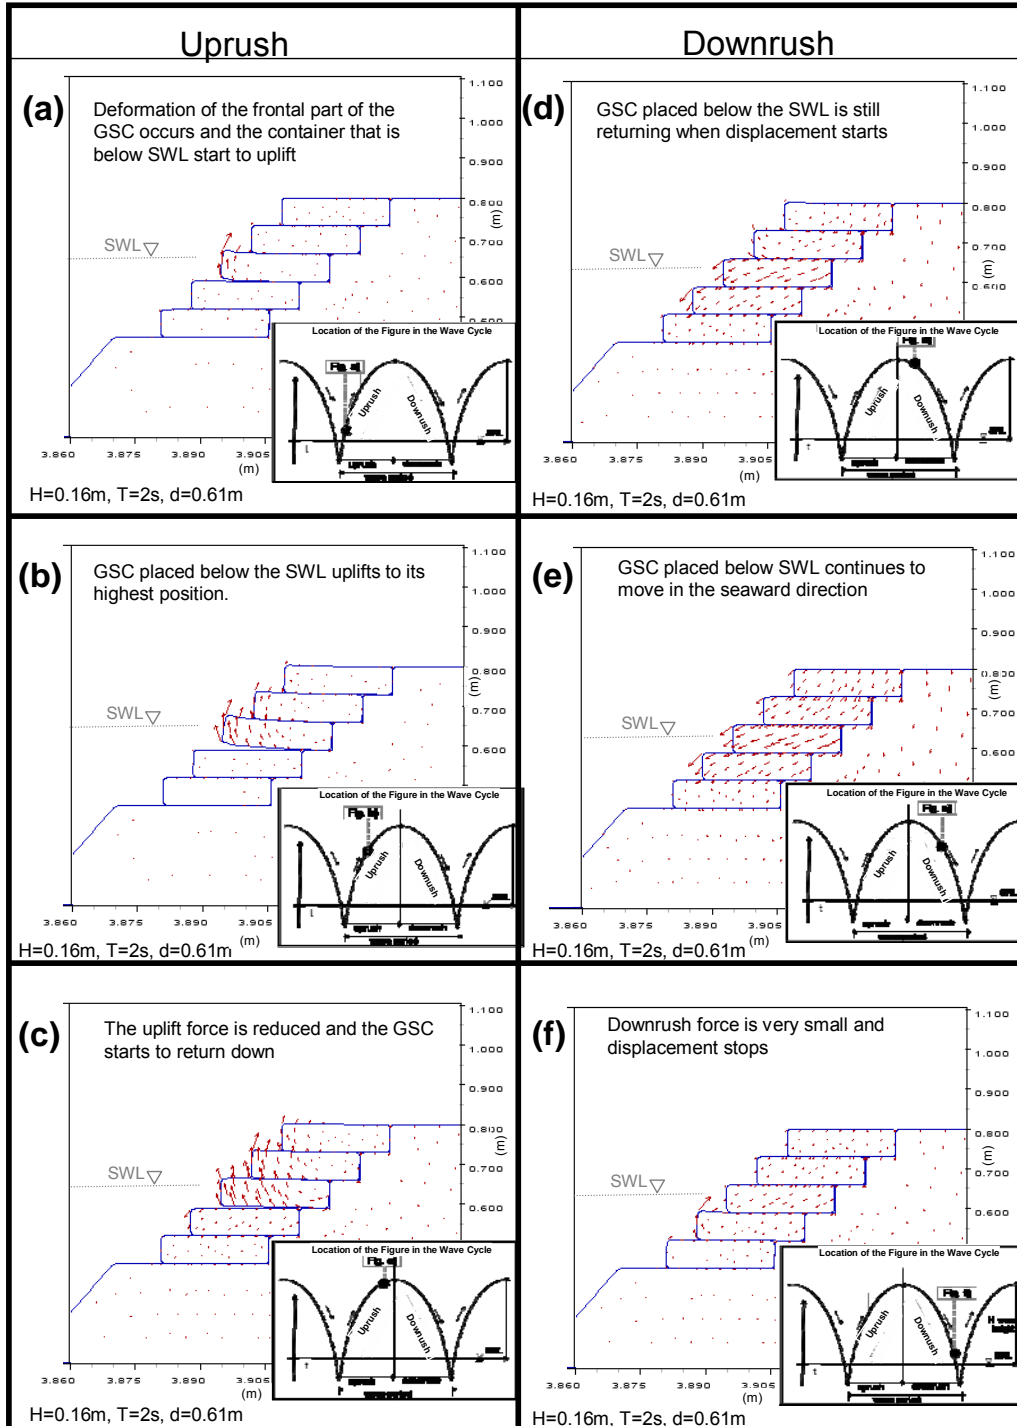 Uprush
Downrush
(a)
Deformation of the frontal part of the
GSC occurs and the container that is
below SWL start to uplift
1.100
1.000
0.900
0.800
(m)
0.700
0.600
SWL
Location of the Figure in the Wave Cycle
Uprush
Downush
3.860
3.875
3.890
3.905
(m)
H=0.16m, T=2s, d=0.61m
(d)
GSC placed below the SWL is still
returning when displacement starts
1.100
1.000
0.900
0.800
0.700
(m)
0.600
SWL
Location of the Figure in the Wave Cycle
Uprush
Downush
3.860
3.875
3.890
3.905
(m)
H=0.16m, T=2s, d=0.61m
(b)
GSC placed below the SWL uplifts to its
highest position.
1.100
1.000
0.900
0.800
(m)
0.700
0.600
SWL
Location of the Figure in the Wave Cycle
Uprush
Downush
3.860
3.875
3.890
3.905
(m)
H=0.16m, T=2s, d=0.61m
(e)
GSC placed below SWL continues to
move in the seaward direction
1.100
1.000
0.900
0.800
(m)
0.700
0.600
SWL
Location of the Figure in the Wave Cycle
Uprush
Downush
3.860
3.875
3.890
3.905
(m)
H=0.16m, T=2s, d=0.61m
(c)
The uplift force is reduced and the GSC
starts to return down
1.100
1.000
0.900
0.800
(m)
0.700
0.600
SWL
Location of the Figure in the Wave Cycle
Uprush
Downush
3.860
3.875
3.890
3.905
(m)
H=0.16m, T=2s, d=0.61m
(f)
Downrush force is very small and
displacement stops
1.100
1.000
0.900
0.800
(m)
0.700
0.600
SWL
Location of the Figure in the Wave Cycle
Uprush
Downush
3.860
3.875
3.890
3.905
(m)
H=0.16m, T=2s, d=0.61m